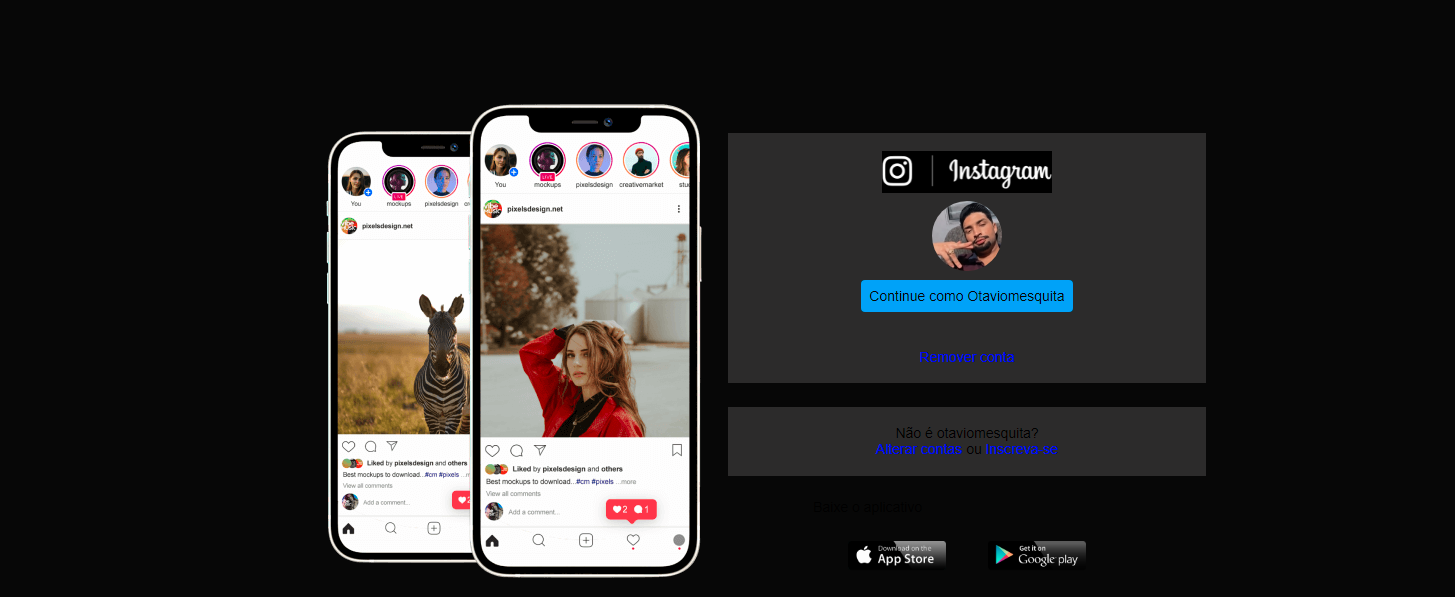 You
mockups
pixelsdesign
LIVE
pixelsdesign.net
Liked by pixelsdesign and others
Best mockups to download...#cm #pixels
View all comments
Add a comment...
You
mockups
pixelsdesign
creativemarket
LIVE
pixelsdesign.net
Liked by pixelsdesign and others
Best mockups to download...#cm #pixels ...more
View all comments
Add a comment...
2 1
Instagram
Continue como Otaviomesquita
Remover conta
Não é otaviomesquita?
Alterar contas ou Inscreva-se
Baixe o aplicativo
Download on the
App Store
Get it on
Google play